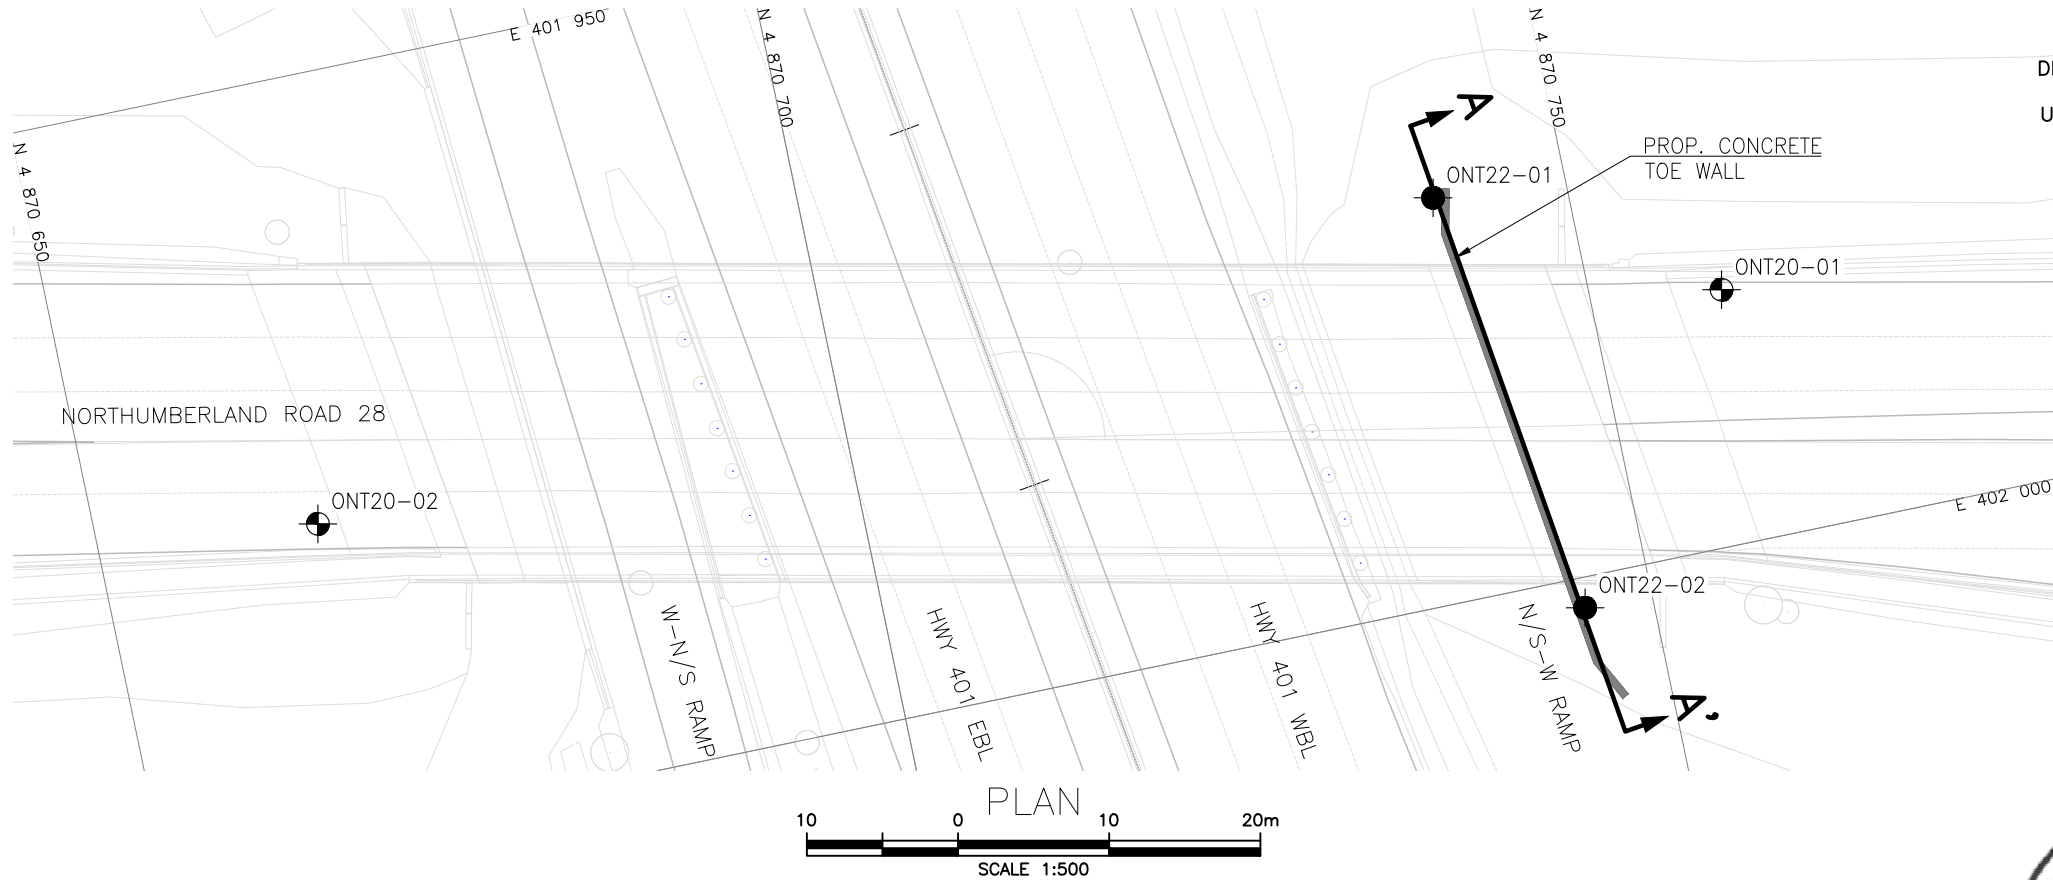 E 401 950
N 4 870 700
N 4 870 750
N 4 870 650
A
PROP. CONCRETE
TOE WALL
ONT22-01
ONT20-01
NORTHUMBERLAND ROAD 28
ONT20-02
E 402 000
ONT22-02
W-N/S RAMP
HWY 401 EBL
HWY 401 WBL
N/S-W RAMP
A'
PLAN
10 0 10 20m
SCALE 1:500